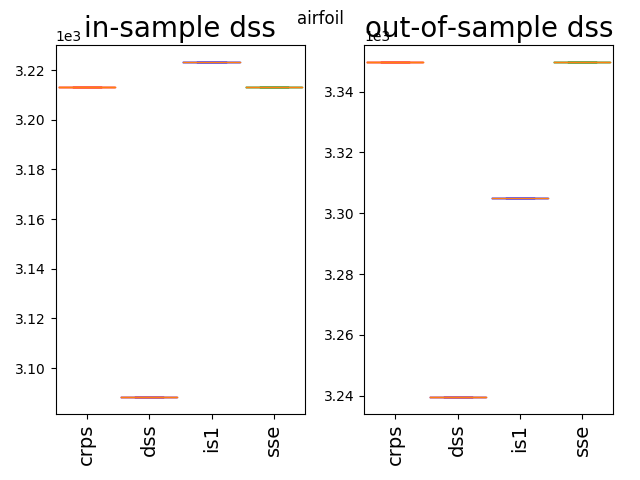 airfoil
in-sample dss
out-of-sample dss
1e3
1e3
3.22
3.20
3.18
3.16
3.14
3.12
3.10
3.34
3.32
3.30
3.28
3.26
3.24
crps
dss
is1
sse
crps
dss
is1
sse